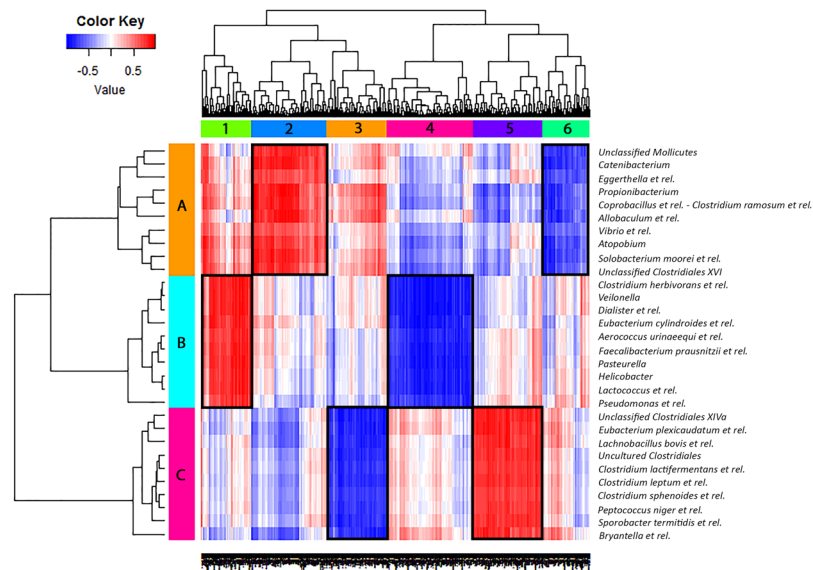 Color Key
-0.5 0.5
Value
1 2 3 4 5 6
A
B
C
Unclassified Mollicutes
Catenibacterium
Eggerthella et rel.
Propionibacterium
Coprobacillus et rel. - Clostridium ramosum et rel.
Allobaculum et rel.
Vibrio et rel.
Atopobium
Solobacterium moorei et rel.
Unclassified Clostridiales XVI
Clostridium herbivorans et rel.
Veilonella
Dialister et rel.
Eubacterium cylindroides et rel.
Aerococcus urinaeequi et rel.
Faecalibacterium prausnitzii et rel.
Pasteurella
Helicobacter
Lactococcus et rel.
Pseudomonas et rel.
Unclassified Clostridiales XIVa
Eubacterium plexicaudatum et rel.
Lachnobacillus bovis et rel.
Uncultured Clostridiales
Clostridium lactifermentans et rel.
Clostridium leptum et rel.
Clostridium sphenoides et rel.
Peptococcus niger et rel.
Sporobacter termitidis et rel.
Bryantella et rel.